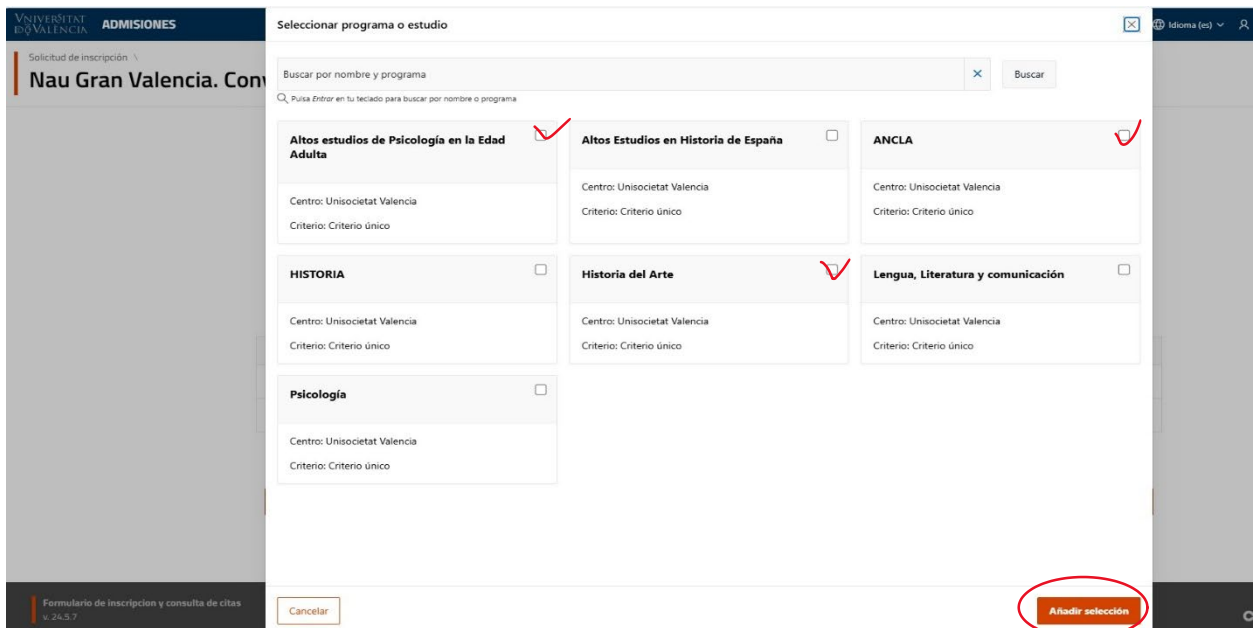 VNIVERSITAT
ID VALÈNCIA
ADMISIONES
Seleccionar programa o estudio
Idioma (es)
Solicitud de inscripción \
Nau Gran Valencia. Conv
Buscar por nombre y programa
Buscar
Pulsa Entrar en tu teclado para buscar por nombre o programa
Altos estudios de Psicología en la Edad
Adulta
Centro: Unisocietat Valencia
Criterio: Criterio único
Altos Estudios en Historia de España
Centro: Unisocietat Valencia
Criterio: Criterio único
ANCLA
Centro: Unisocietat Valencia
Criterio: Criterio único
HISTORIA
Centro: Unisocietat Valencia
Criterio: Criterio único
Historia del Arte
Centro: Unisocietat Valencia
Criterio: Criterio único
Lengua, Literatura y comunicación
Centro: Unisocietat Valencia
Criterio: Criterio único
Psicología
Centro: Unisocietat Valencia
Criterio: Criterio único
Formulario de inscripcion y consulta de citas
v. 24.5.7
Cancelar
Añadir selección